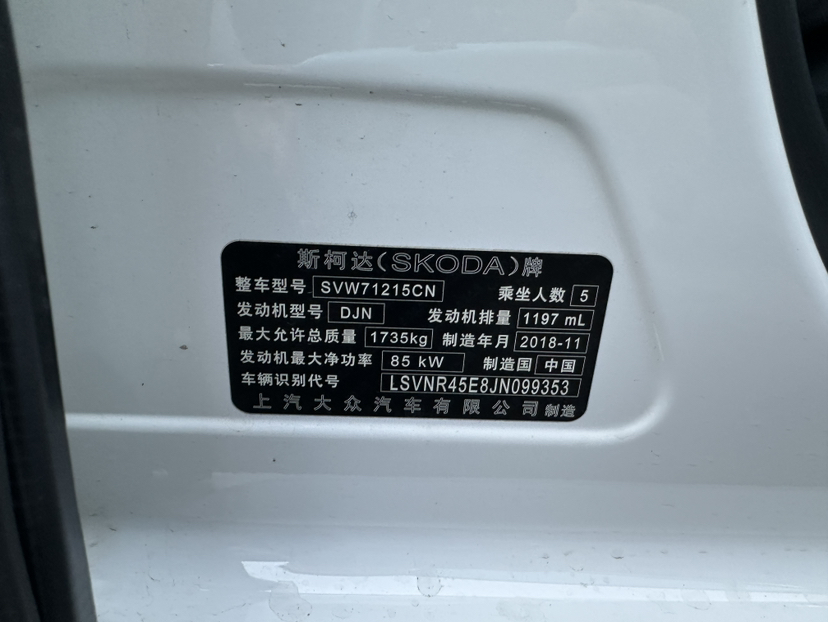 斯柯达(SKODA)牌
整车型号 SVW71215CN 乘坐人数 5
发动机型号 DJN 发动机排量 1197 mL
最大允许总质量 1735kg 制造年月 2018-11
发动机最大净功率 85 kW 制造国 中国
车辆识别代号 LSVNR45E8JN099353
上汽大众汽车有限公司制造